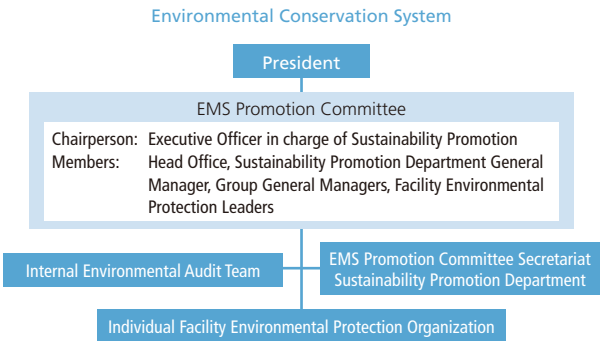 Environmental Conservation System
President
EMS Promotion Committee
Chairperson: Executive Officer in charge of Sustainability Promotion
Members: Head Office, Sustainability Promotion Department General
Manager, Group General Managers, Facility Environmental
Protection Leaders
Internal Environmental Audit Team
EMS Promotion Committee Secretariat
Sustainability Promotion Department
Individual Facility Environmental Protection Organization